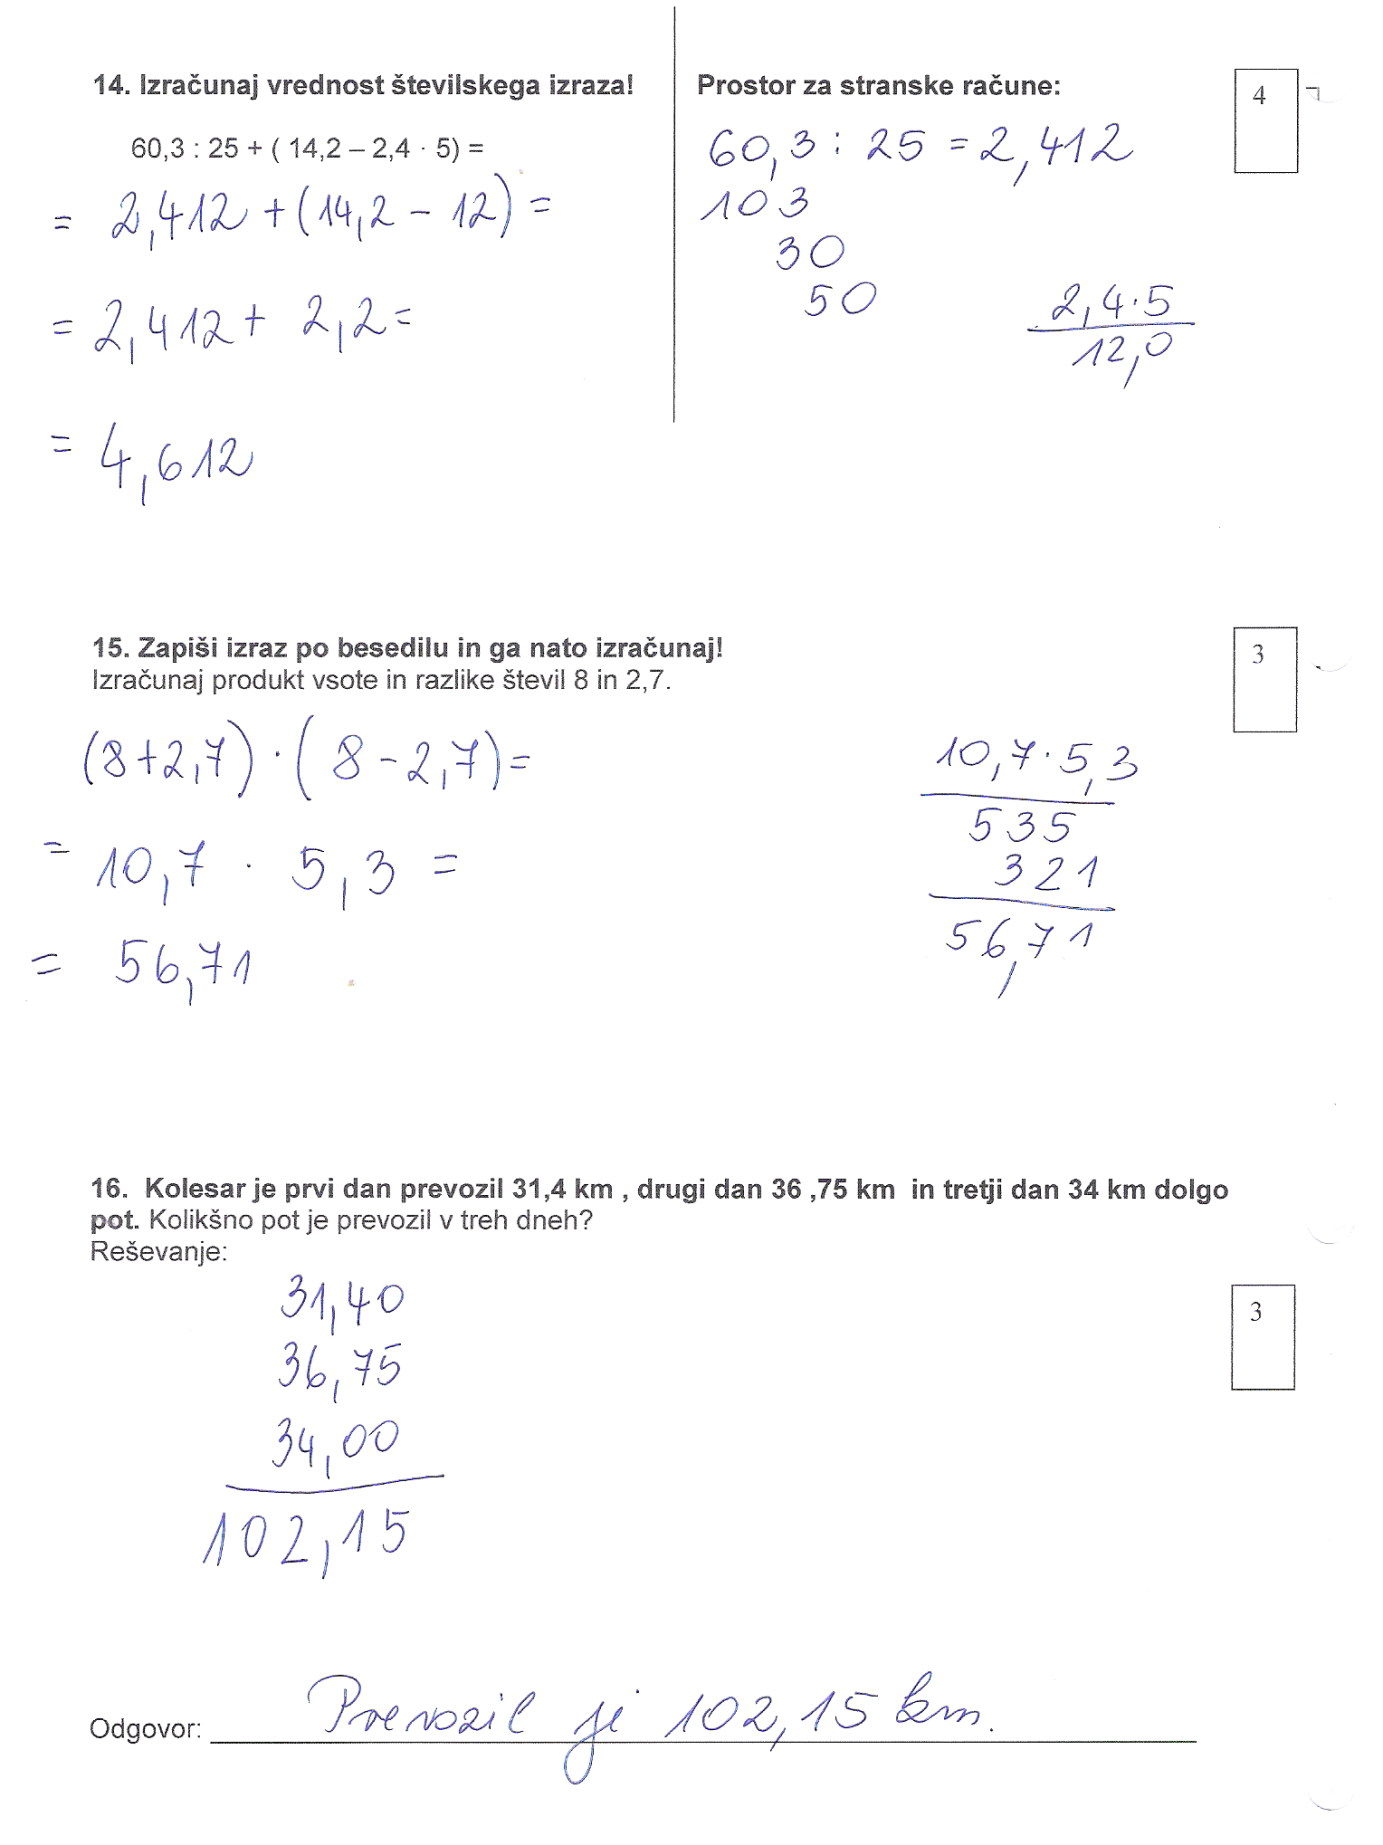 14. Izračunaj vrednost številskega izraza!
60,3 : 25 + ( 14,2 – 2,4 · 5) =
= 2,412 + (14,2 - 12) =
= 2,412 + 2,2 =
= 4,612
Prostor za stranske račune:
60,3 : 25 = 2,412
103
30
50
2,4 · 5
12,0
4
15. Zapiši izraz po besedilu in ga nato izračunaj!
Izračunaj produkt vsote in razlike števil 8 in 2,7.
3
(8+2,7) · (8 - 2,7) =
= 10,7 · 5,3 =
= 56,71
10,7 · 5,3
535
321
56,71
16. Kolesar je prvi dan prevozil 31,4 km , drugi dan 36 ,75 km in tretji dan 34 km dolgo
pot. Kolikšno pot je prevozil v treh dneh?
Reševanje:
3
31,40
36,75
34,00
102,15
Odgovor: Prevozil je 102,15 km.